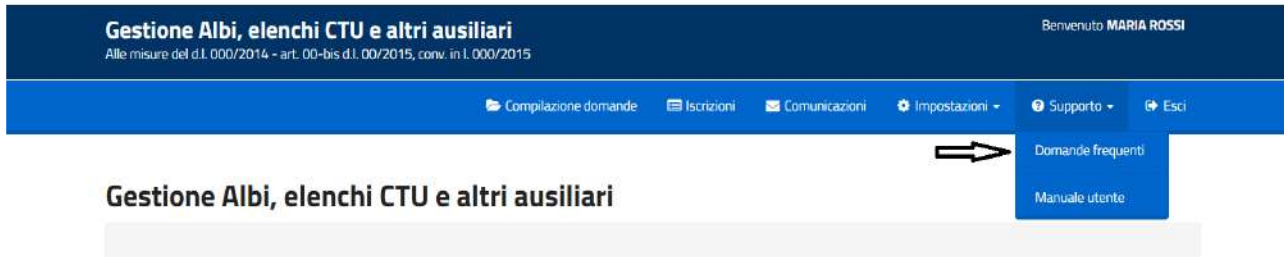 Gestione Albi, elenchi CTU e altri ausiliari
Benvenuto MARIA ROSSI
Alle misure del d.l. 000/2014 - art. 00-bis d.l. 00/2015, conv. in l. 000/2015
Compilazione domande Iscrizioni Comunicazioni Impostazioni Supporto Esci
Domande frequenti
Gestione Albi, elenchi CTU e altri ausiliari
Manuale utente